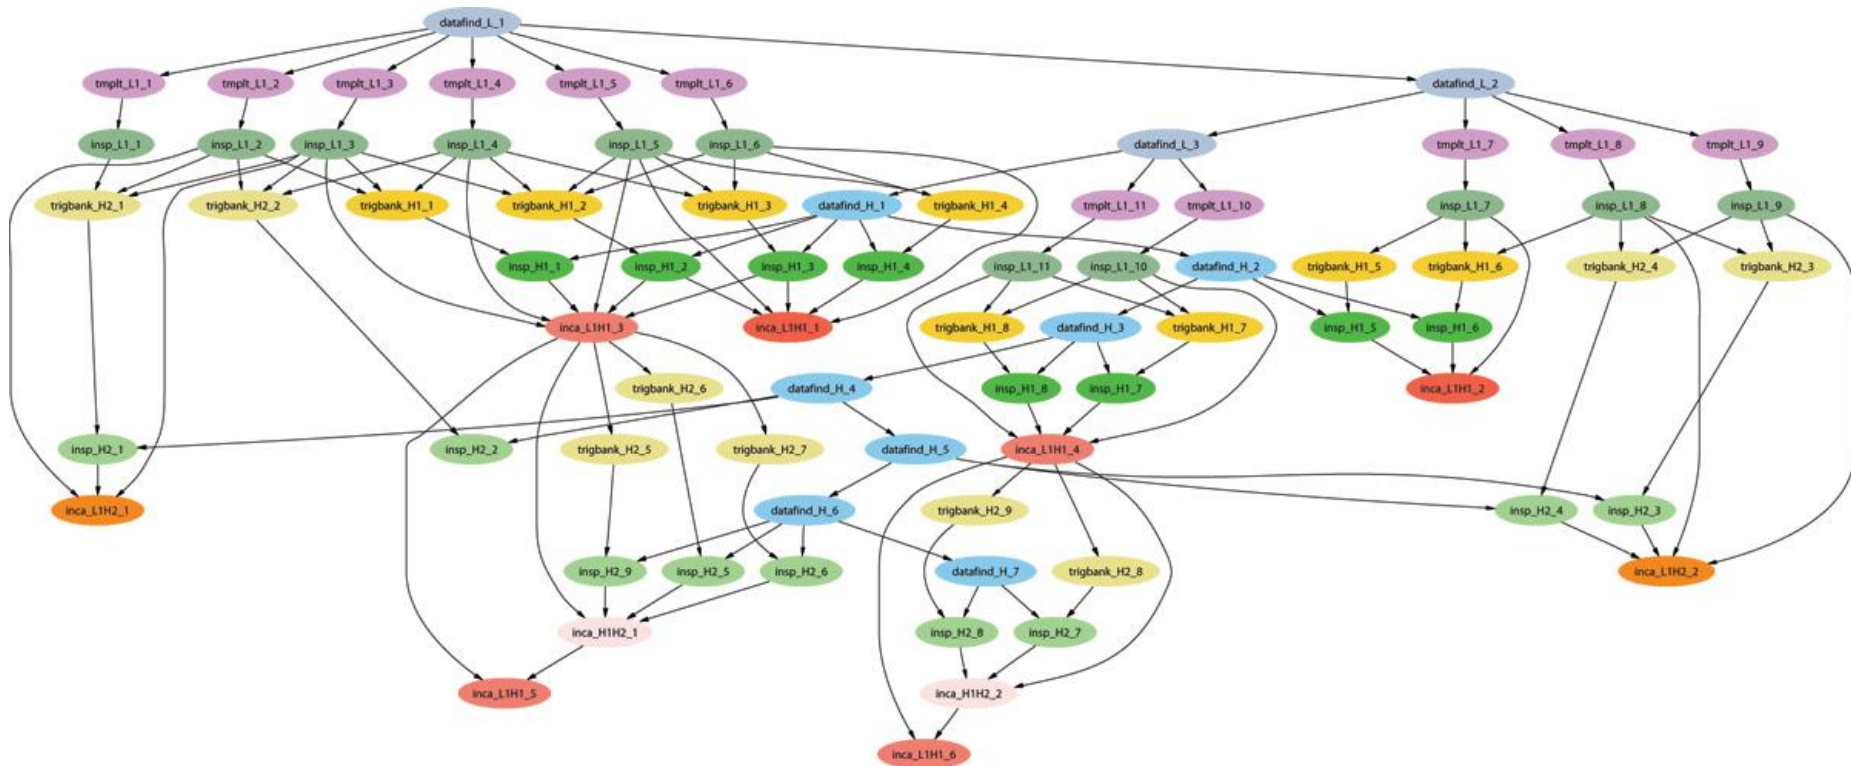 datafind_L_1
tmplt_L1_1 tmplt_L1_2 tmplt_L1_3 tmplt_L1_4 tmplt_L1_5 tmplt_L1_6 datafind_L_2
insp_L1_1 insp_L1_2 insp_L1_3 insp_L1_4 insp_L1_5 insp_L1_6 datafind_L_3 tmplt_L1_7 tmplt_L1_8 tmplt_L1_9
trigbank_H2_1 trigbank_H2_2 trigbank_H1_1 trigbank_H1_2 trigbank_H1_3 datafind_H_1 trigbank_H1_4 tmplt_L1_11 tmplt_L1_10 insp_L1_7 insp_L1_8 insp_L1_9
insp_H1_1 insp_H1_2 insp_H1_3 insp_H1_4 insp_L1_11 insp_L1_10 datafind_H_2 trigbank_H1_5 trigbank_H1_6 trigbank_H2_4 trigbank_H2_3
inca_L1H1_3 inca_L1H1_1 trigbank_H1_8 datafind_H_3 trigbank_H1_7 insp_H1_5 insp_H1_6
trigbank_H2_6 datafind_H_4 insp_H1_8 insp_H1_7 inca_L1H1_2
insp_H2_1 insp_H2_2 trigbank_H2_5 trigbank_H2_7 datafind_H_5 inca_L1H1_4
inca_L1H2_1 datafind_H_6 trigbank_H2_9 insp_H2_4 insp_H2_3
insp_H2_9 insp_H2_5 insp_H2_6 datafind_H_7 trigbank_H2_8 inca_L1H2_2
inca_H1H2_1 insp_H2_8 insp_H2_7
inca_L1H1_5 inca_H1H2_2
inca_L1H1_6